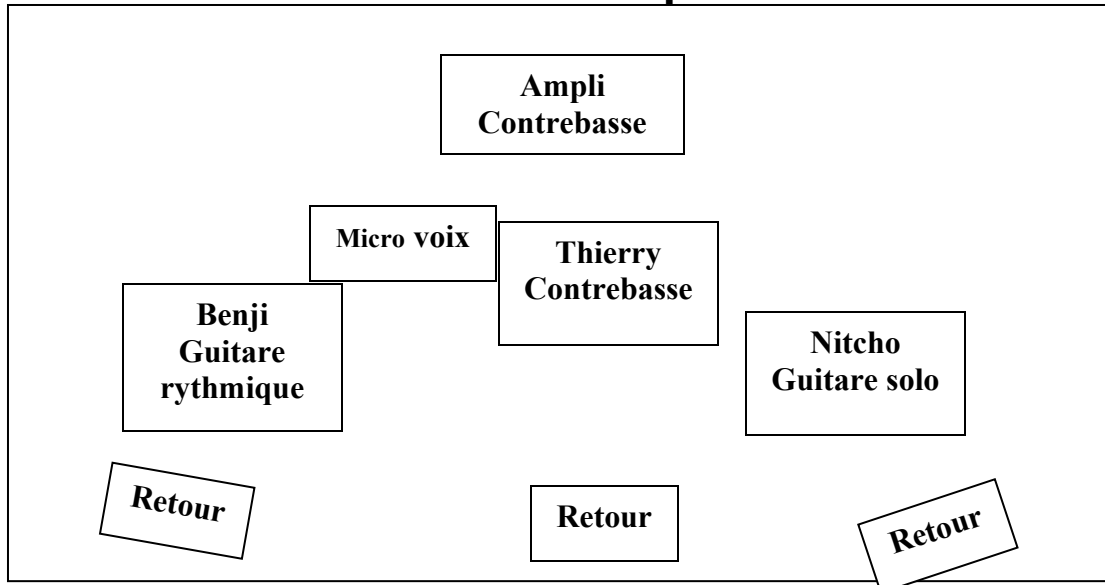 Ampli
Contrebasse
Micro voix
Thierry
Contrebasse
Benji
Guitare
rythmique
Nitcho
Guitare solo
Retour
Retour
Retour